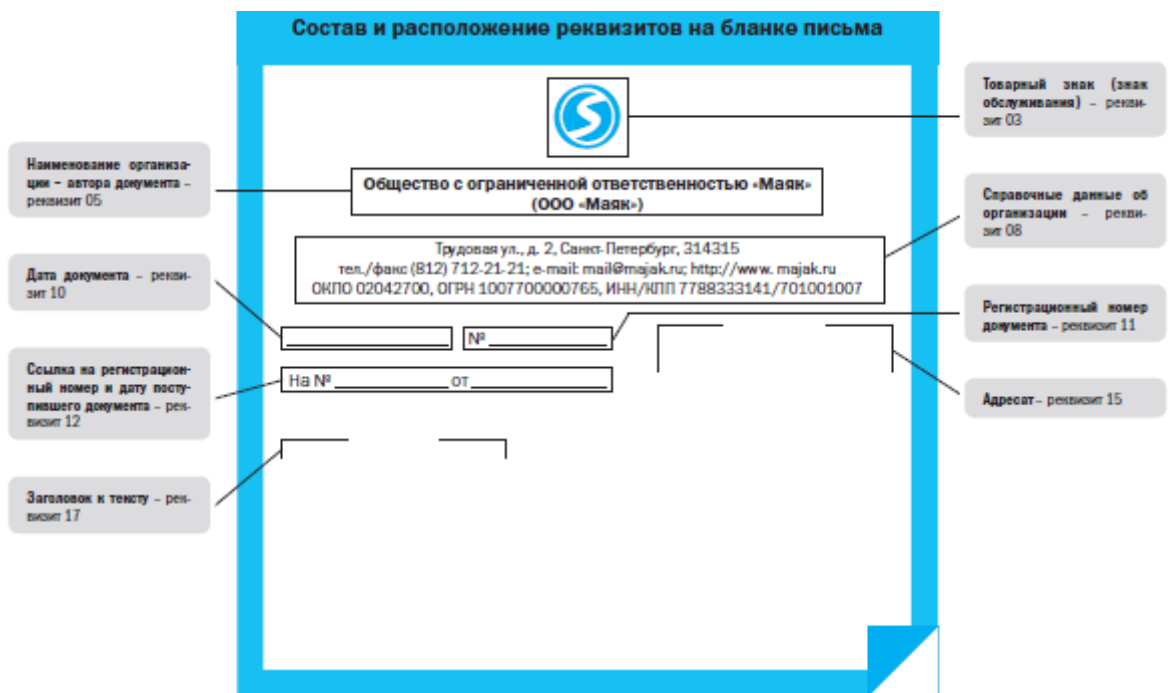 Состав и расположение реквизитов на бланке письма
Товарный знак (знак
обслуживания) – рекви-
зит 03
Наименование организа-
ции – автора документа –
реквизит 05
Общество с ограниченной ответственностью «Маяк»
(ООО «Маяк»)
Справочные данные об
организации – рекви-
зит 08
Трудовая ул., д. 2, Санкт-Петербург, 314315
тел./факс (812) 712-21-21; e-mail: mail@majak.ru; http://www. majak.ru
ОКПО 02042700, ОГРН 1007700000765, ИНН/КПП 7788333141/701001007
Дата документа – рекви-
зит 10
Регистрационный номер
документа – реквизит 11
№
Ссылка на регистрацион-
ный номер и дату посту-
пившего документа – рек-
визит 12
На № от
Адресат – реквизит 15
Заголовок к тексту – рек-
визит 17